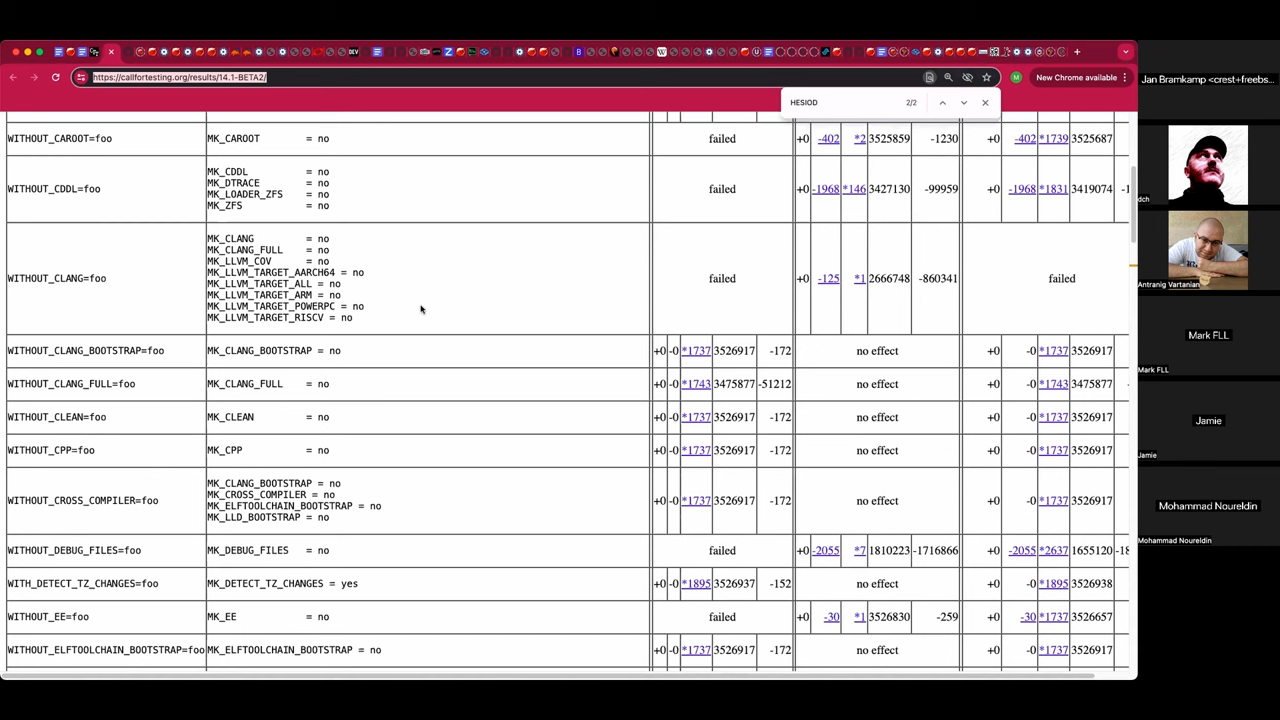 https://callfortesting.org/results/14.1-BETA2/
New Chrome available
HESIOD 2/2
WITHOUT_CAROOT=foo MK_CAROOT = no failed +0 -402 *2 3525859 -1230 +0 -402 *1739 3525687
WITHOUT_CDDL=foo MK_CDDL = no failed +0 -1968 *146 3427130 -99959 +0 -1968 *1831 3419074 -1
MK_DTRACE = no
MK_LOADER_ZFS = no
MK_ZFS = no
WITHOUT_CLANG=foo MK_CLANG = no failed +0 -125 *1 2666748 -860341 failed
MK_CLANG_FULL = no
MK_LLVM_COV = no
MK_LLVM_TARGET_AARCH64 = no
MK_LLVM_TARGET_ALL = no
MK_LLVM_TARGET_ARM = no
MK_LLVM_TARGET_POWERPC = no
MK_LLVM_TARGET_RISCV = no
WITHOUT_CLANG_BOOTSTRAP=foo MK_CLANG_BOOTSTRAP = no +0 -0 *1737 3526917 -172 no effect +0 -0 *1737 3526917
WITHOUT_CLANG_FULL=foo MK_CLANG_FULL = no +0 -0 *1743 3475877 -51212 no effect +0 -0 *1743 3475877 -
WITHOUT_CLEAN=foo MK_CLEAN = no +0 -0 *1737 3526917 -172 no effect +0 -0 *1737 3526917
WITHOUT_CPP=foo MK_CPP = no +0 -0 *1737 3526917 -172 no effect +0 -0 *1737 3526917
WITHOUT_CROSS_COMPILER=foo MK_CLANG_BOOTSTRAP = no +0 -0 *1737 3526917 -172 no effect +0 -0 *1737 3526917
MK_CROSS_COMPILER = no
MK_ELFTOOLCHAIN_BOOTSTRAP = no
MK_LLD_BOOTSTRAP = no
WITHOUT_DEBUG_FILES=foo MK_DEBUG_FILES = no failed +0 -2055 *7 1810223 -1716866 +0 -2055 *2637 1655120 -18
WITH_DETECT_TZ_CHANGES=foo MK_DETECT_TZ_CHANGES = yes +0 -0 *1895 3526937 -152 no effect +0 -0 *1895 3526938
WITHOUT_EE=foo MK_EE = no failed +0 -30 *1 3526830 -259 +0 -30 *1737 3526657
WITHOUT_ELFTOOLCHAIN_BOOTSTRAP=foo MK_ELFTOOLCHAIN_BOOTSTRAP = no +0 -0 *1737 3526917 -172 no effect +0 -0 *1737 3526917
Jan Bramkamp <crest+freebs...
dch
Antranig Vartanian
Mark FLL
Mark FLL
Jamie
Jamie
Mohammad Noureldin
Mohammad Noureldin